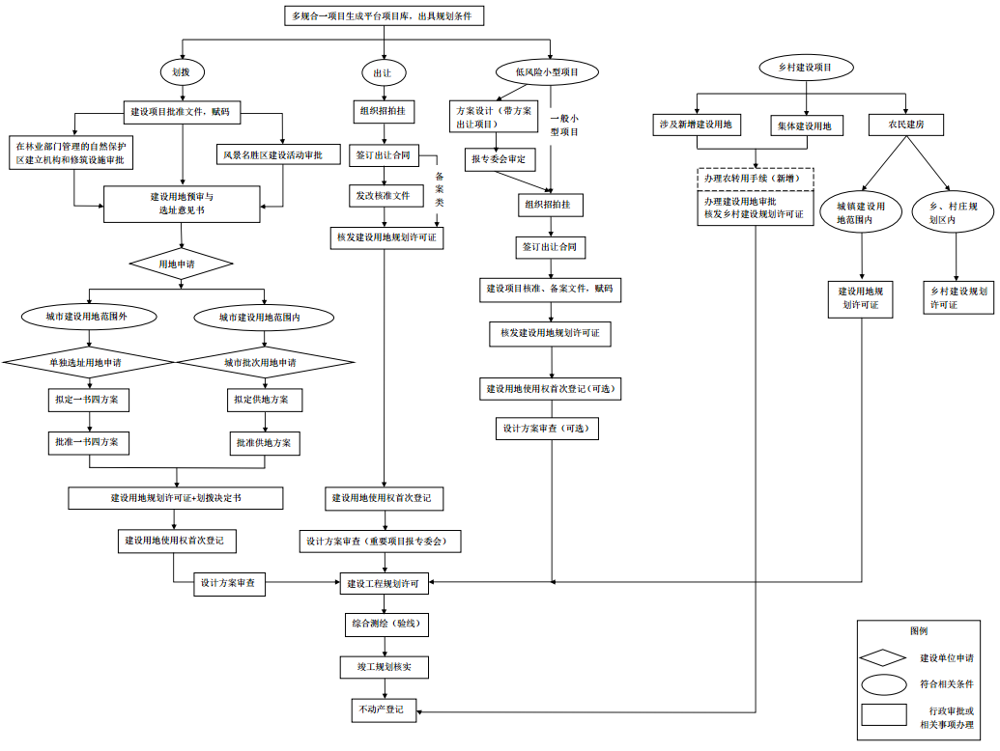 多规合一项目生成平台项目库，出具规划条件
划拨
建设项目批准文件，赋码
在林业部门管理的自然保护
区建立机构和修筑设施审批
风景名胜区建设活动审批
建设用地预审与
选址意见书
用地申请
城市建设用地范围外
城市建设用地范围内
单独选址用地申请
城市批次用地申请
拟定一书四方案
拟定供地方案
批准一书四方案
批准供地方案
建设用地规划许可证+划拨决定书
建设用地使用权首次登记
设计方案审查
出让
组织招拍挂
签订出让合同
备
案
类
发改核准文件
核发建设用地规划许可证
建设用地使用权首次登记
设计方案审查（重要项目报专委会）
建设工程规划许可
综合测绘（验线）
竣工规划核实
不动产登记
低风险小型项目
方案设计（带方案
出让项目）
一般小
型项目
报专委会审定
组织招拍挂
签订出让合同
建设项目核准、备案文件，赋码
核发建设用地规划许可证
建设用地使用权首次登记(可选)
设计方案审查(可选)
乡村建设项目
涉及新增建设用地
集体建设用地
农民建房
办理农转用手续（新增）
办理建设用地审批
核发乡村建设规划许可证
城镇建设用
地范围内
乡、村庄规
划区内
建设用地规
划许可证
乡村建设规划
许可证
图例
建设单位申请
符合相关条件
行政审批或
相关事项办理